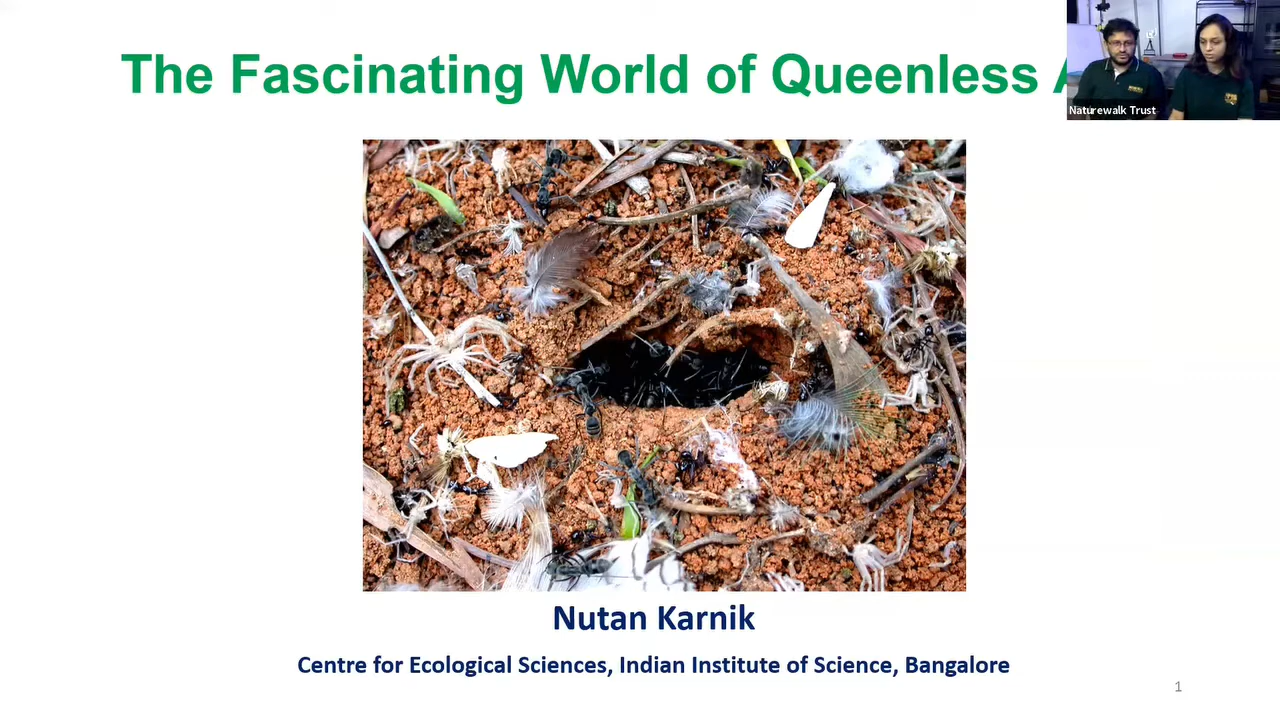 The Fascinating World of Queenless
Naturewalk Trust
Nutan Karnik
Centre for Ecological Sciences, Indian Institute of Science, Bangalore
1